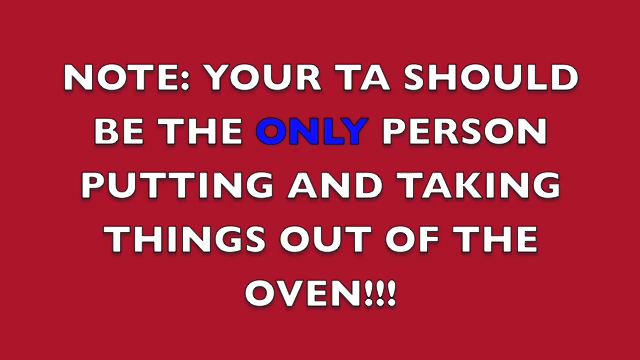 NOTE: YOUR TA SHOULD
BE THE ONLY PERSON
PUTTING AND TAKING
THINGS OUT OF THE
OVEN!!!